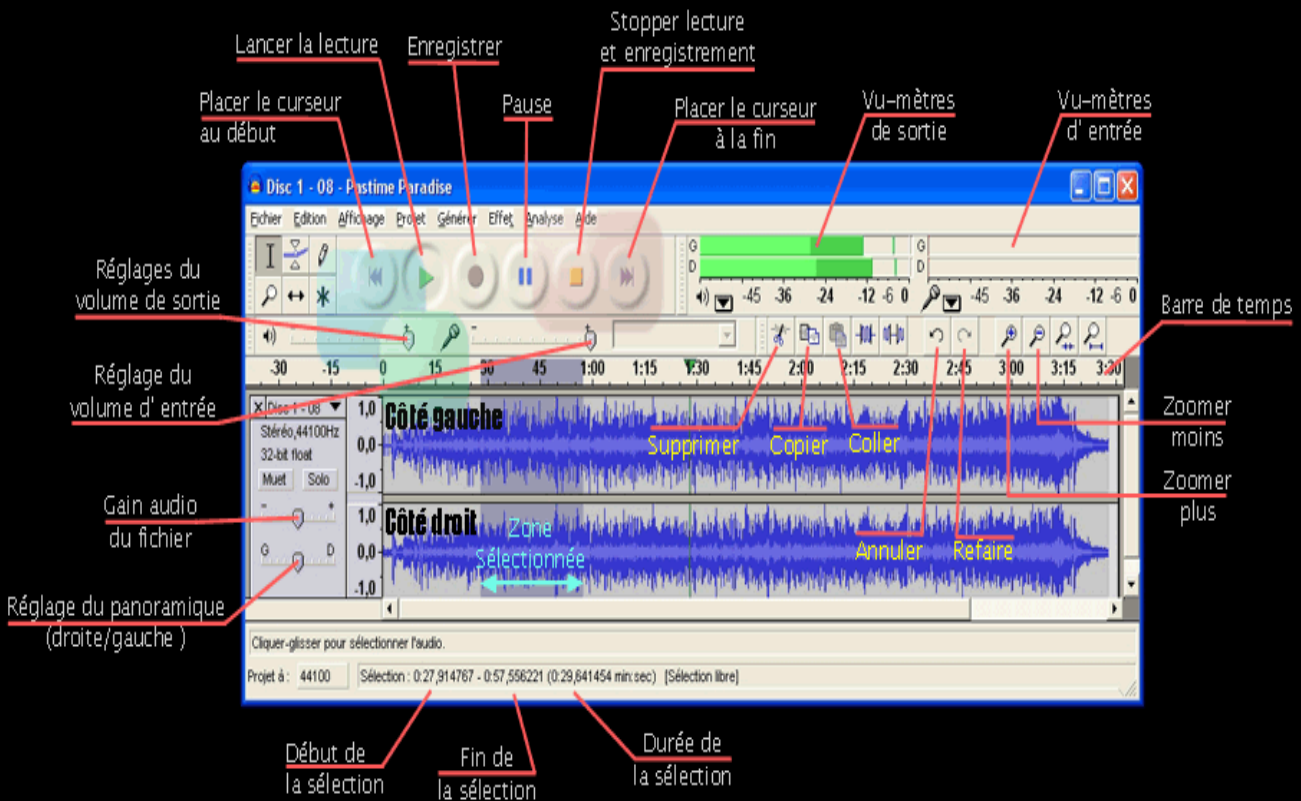 Stopper lecture
et enregistrement
Lancer la lecture
Enregistrer
Placer le curseur
au début
Pause
Placer le curseur
à la fin
Vu-mètres
de sortie
Vu-mètres
d' entrée
Disc 1 - 08 - Pastime Paradise
Fichier Edition Affichage Projet Générer Effet Analyse Aide
G
D
-45 -36 -24 -12 -6 0
G
D
-45 -36 -24 -12 -6 0
Réglages du
volume de sortie
Barre de temps
- +
- +
-30 -15 0 15 30 45 1:00 1:15 1:30 1:45 2:00 2:15 2:30 2:45 3:00 3:15 3:30
Réglage du
volume d' entrée
Disc 1 - 08
Stéréo,44100Hz
32-bit float
Muet Solo
- +
G D
1,0
0,0
-1,0
1,0
0,0
-1,0
Côté gauche
Supprimer Copier Coller
Zoomer
moins
Zoomer
plus
Gain audio
du fichier
Côté droit
Zone
Sélectionnée
Annuler Refaire
Réglage du panoramique
(droite/gauche )
Cliquer-glisser pour sélectionner l'audio.
Projet à : 44100 Sélection : 0:27,914767 - 0:57,556221 (0:29,641454 min:sec) [Sélection libre]
Début de
la sélection
Fin de
la sélection
Durée de
la sélection